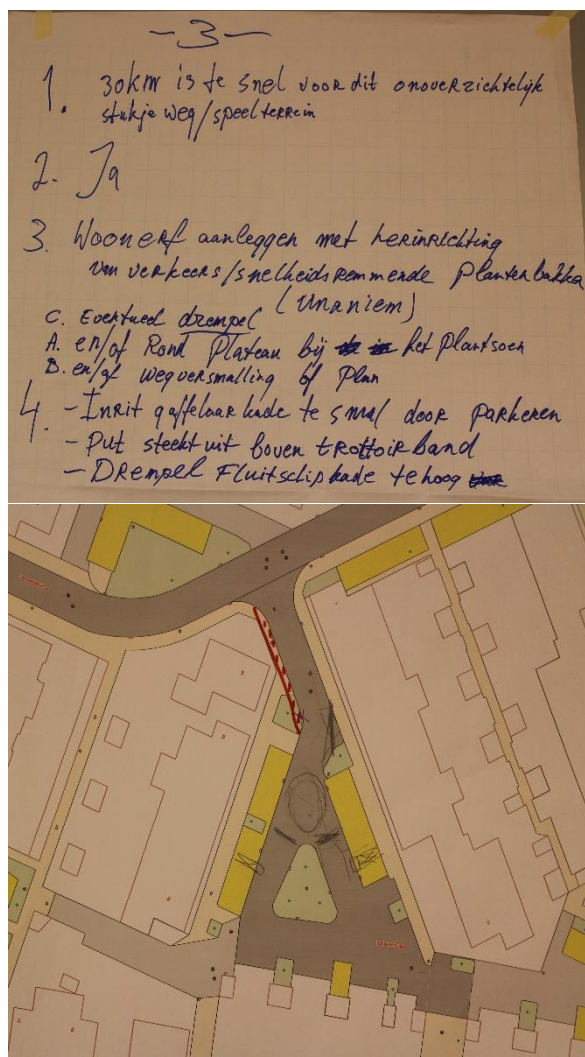 -3-
1. 30km is te snel voor dit onoverzichtelijk
stukje weg/speelterrein
2. Ja
3. Woonerf aanleggen met herinrichting
van verkeers/snelheidsremmende Plantenbakken
(unaniem)
C. Eventueel drempel
A. en/of Rond Plateau bij het plantsoen
B. en/of wegversmalling of Plan
4. - Inrit gaffelaarkade te smal door parkeren
- Put steekt uit boven trottoirband
- Drempel Fluitschipkade te hoog